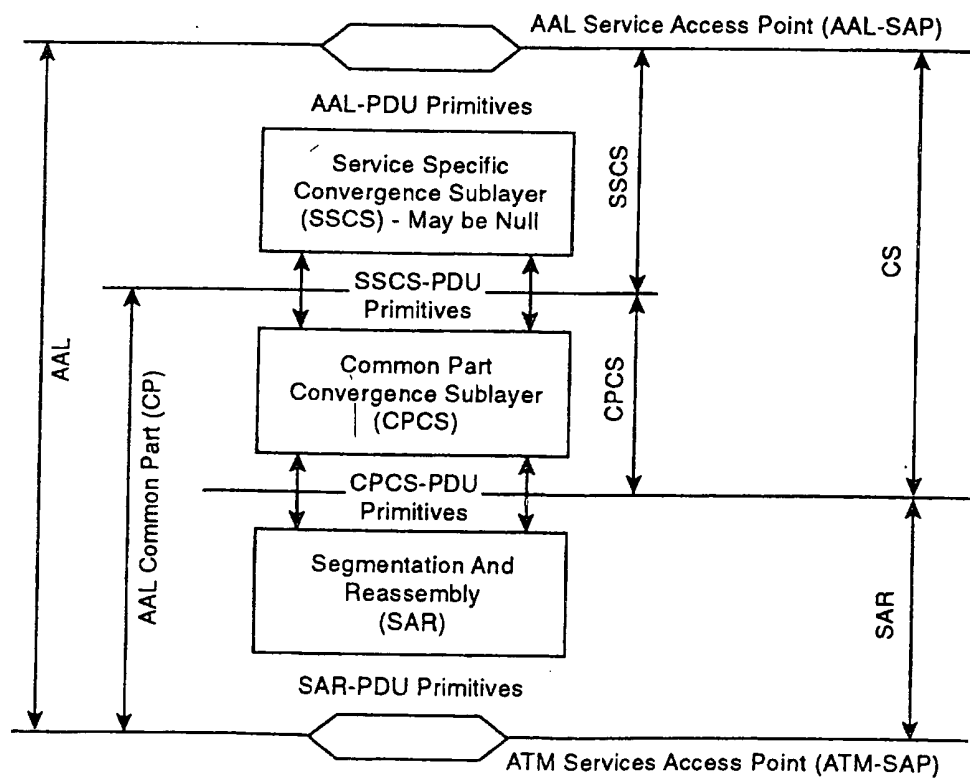 AAL Service Access Point (AAL-SAP)
AAL-PDU Primitives
Service Specific
Convergence Sublayer
(SSCS) - May be Null
SSCS-PDU
Primitives
Common Part
Convergence Sublayer
(CPCS)
CPCS-PDU
Primitives
Segmentation And
Reassembly
(SAR)
SAR-PDU Primitives
ATM Services Access Point (ATM-SAP)
AAL
AAL Common Part (CP)
SSCS
CPCS
CS
SAR